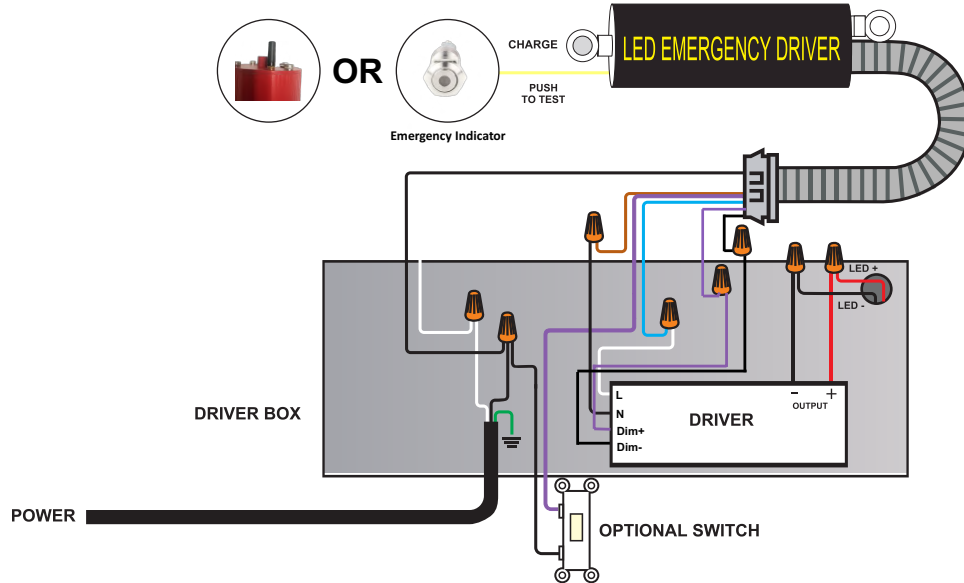 CHARGE
LED EMERGENCY DRIVER
OR
PUSH
TO TEST
Emergency Indicator
LED +
LED -
DRIVER BOX
L
N
Dim+
Dim-
DRIVER
- +
OUTPUT
POWER
OPTIONAL SWITCH